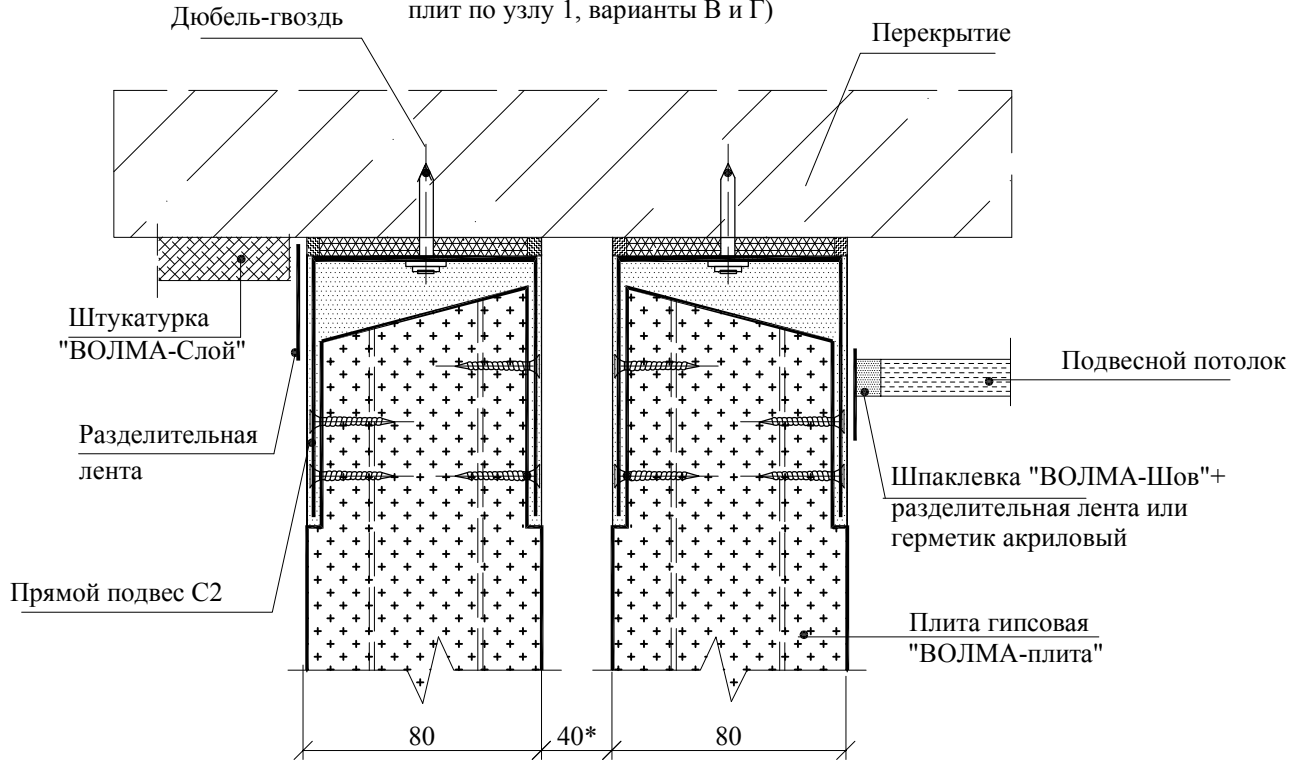 плит по узлу 1, варианты В и Г)
Дюбель-гвоздь
Перекрытие
Штукатурка
"ВОЛМА-Слой"
Подвесной потолок
Разделительная
лента
Шпаклевка "ВОЛМА-Шов"+
разделительная лента или
герметик акриловый
Прямой подвес С2
Плита гипсовая
"ВОЛМА-плита"
80
40*
80